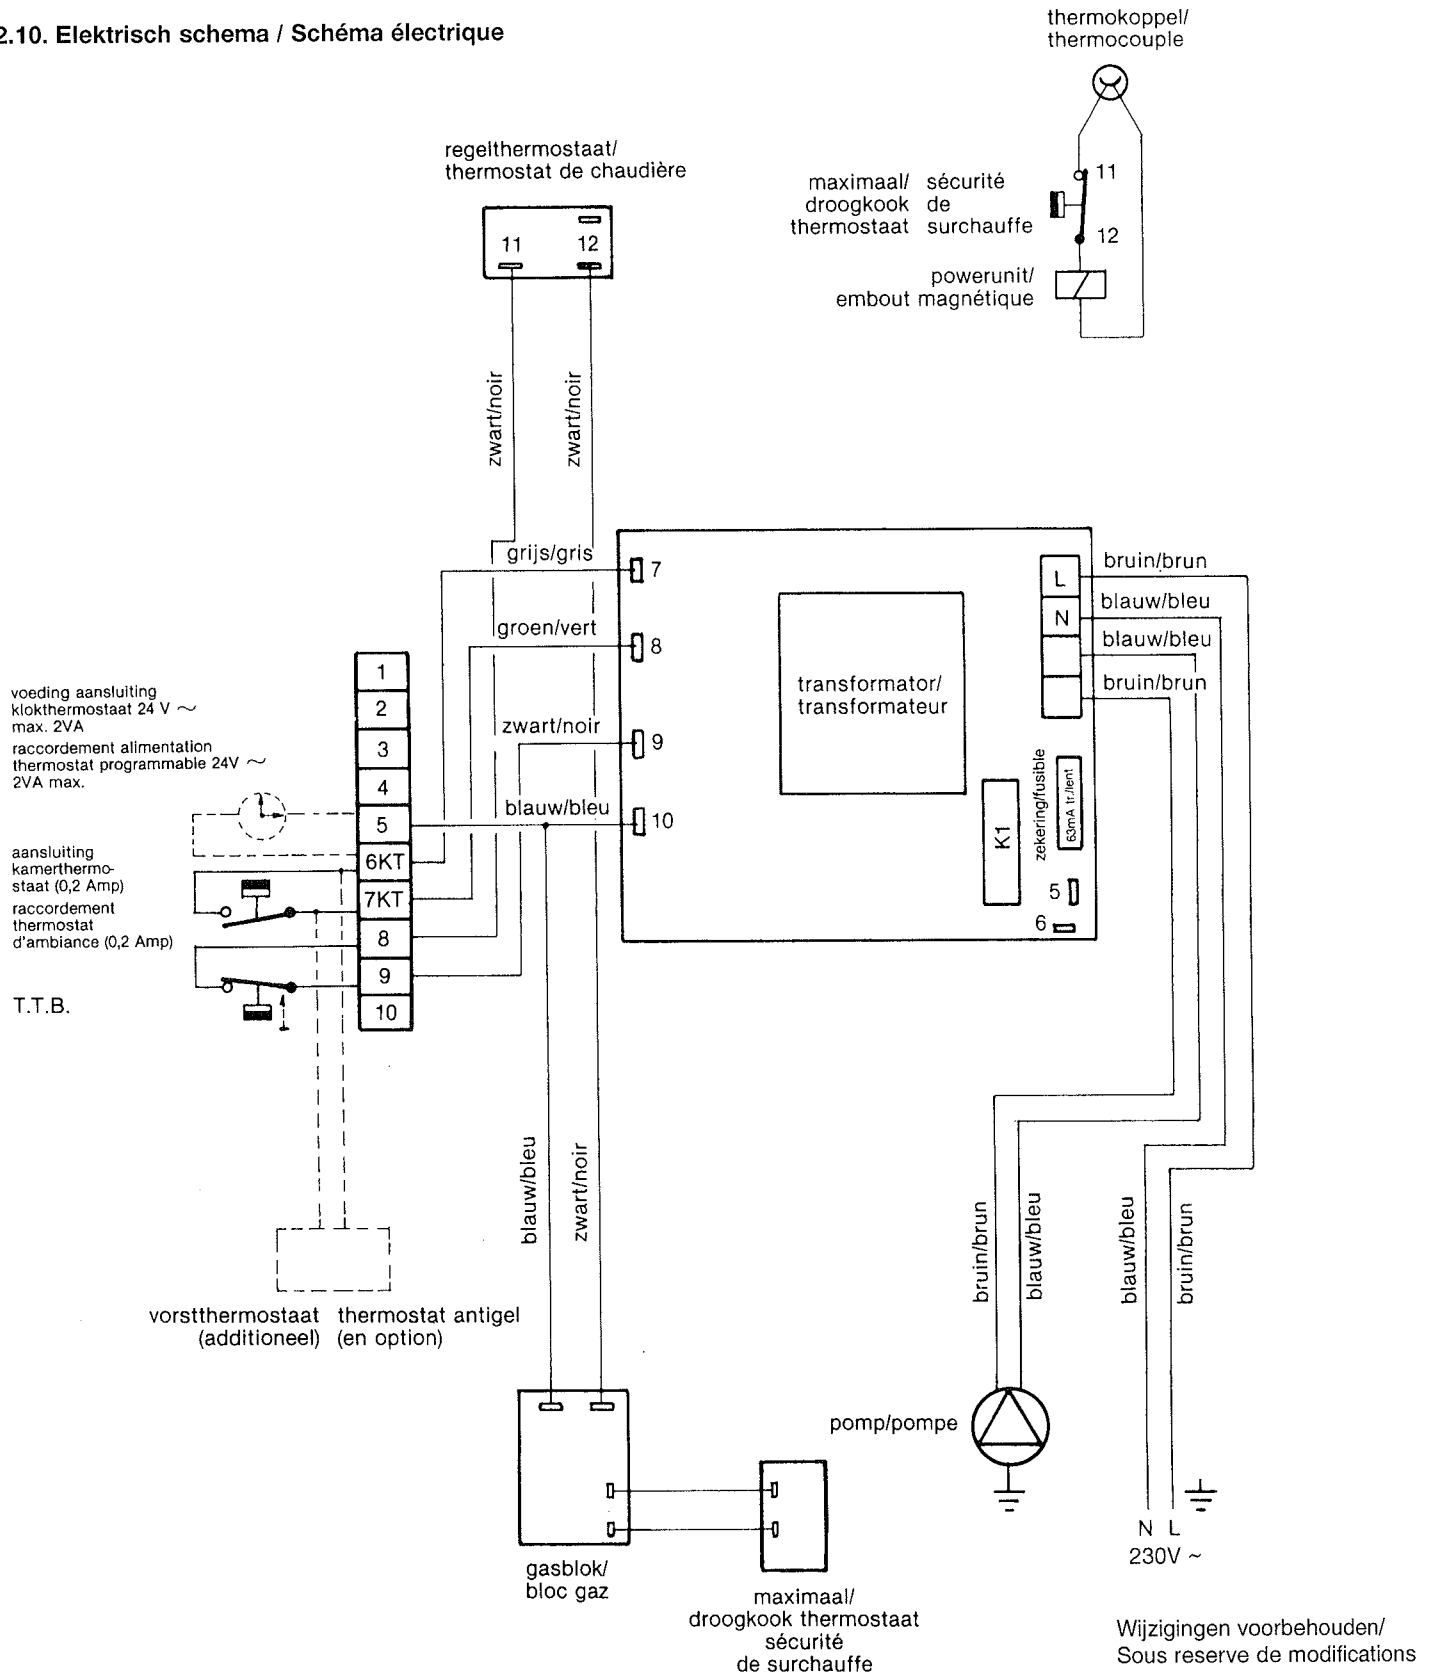 2.10. Elektrisch schema / Schéma électrique
thermokoppel/
thermocouple
regelthermostaat/
thermostat de chaudière
11
12
maximaal/ sécurité
droogkook de
thermostaat surchauffe
11
12
powerunit/
embout magnétique
zwart/noir
zwart/noir
grijs/gris
7
groen/vert
8
zwart/noir
9
blauw/bleu
10
transformator/
transformateur
L
N
bruin/brun
blauw/bleu
blauw/bleu
bruin/brun
K1
zekering/fusible
63mA tr./lent
5
6
voeding aansluiting
klokthermostaat 24 V ~
max. 2VA
raccordement alimentation
thermostat programmable 24V ~
2VA max.
aansluiting
kamerthermo-
staat (0,2 Amp)
raccordement
thermostat
d'ambiance (0,2 Amp)
T.T.B.
1
2
3
4
5
6KT
7KT
8
9
10
blauw/bleu
zwart/noir
bruin/brun
blauw/bleu
blauw/bleu
bruin/brun
vorstthermostaat thermostat antigel
(additioneel) (en option)
pomp/pompe
N L
230V ~
gasblok/
bloc gaz
maximaal/
droogkook thermostaat
sécurité
de surchauffe
Wijzigingen voorbehouden/
Sous reserve de modifications